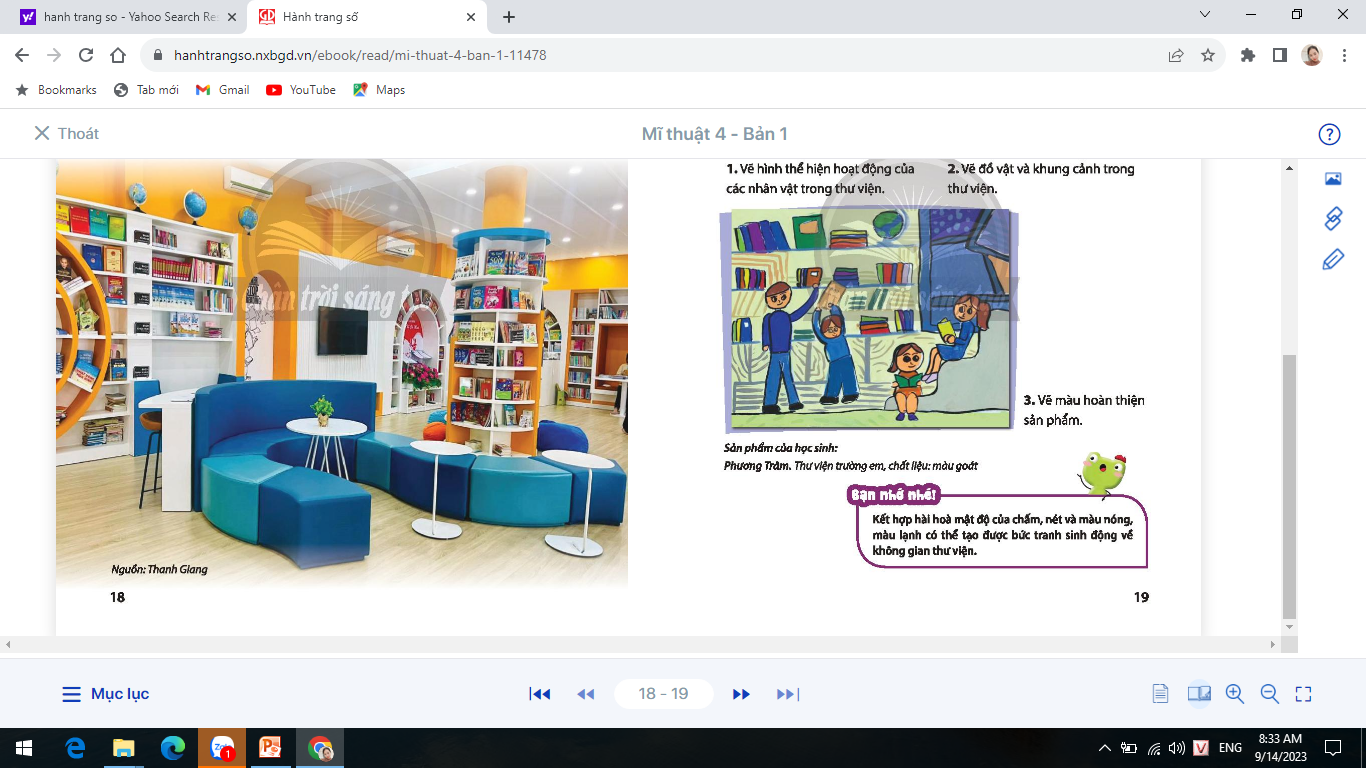 hanh trang so - Yahoo Search Res
Hành trang số
hanhtrangso.nxbgd.vn/ebook/read/mi-thuat-4-ban-1-11478
Bookmarks
Tab mới
Gmail
YouTube
Maps
Thoát
Mĩ thuật 4 - Bản 1
1. Vẽ hình thể hiện hoạt động của
các nhân vật trong thư viện.
2. Vẽ đồ vật và khung cảnh trong
thư viện.
chân trời sáng
3. Vẽ màu hoàn thiện
sản phẩm.
Sản phẩm của học sinh:
Phương Trâm. Thư viện trường em, chất liệu: màu goát
Bạn nhớ nhé!
Kết hợp hài hoà mật độ của chấm, nét và màu nóng,
màu lạnh có thể tạo được bức tranh sinh động về
không gian thư viện.
Nguồn: Thanh Giang
18
19
Mục lục
18 - 19
ENG
8:33 AM
9/14/2023